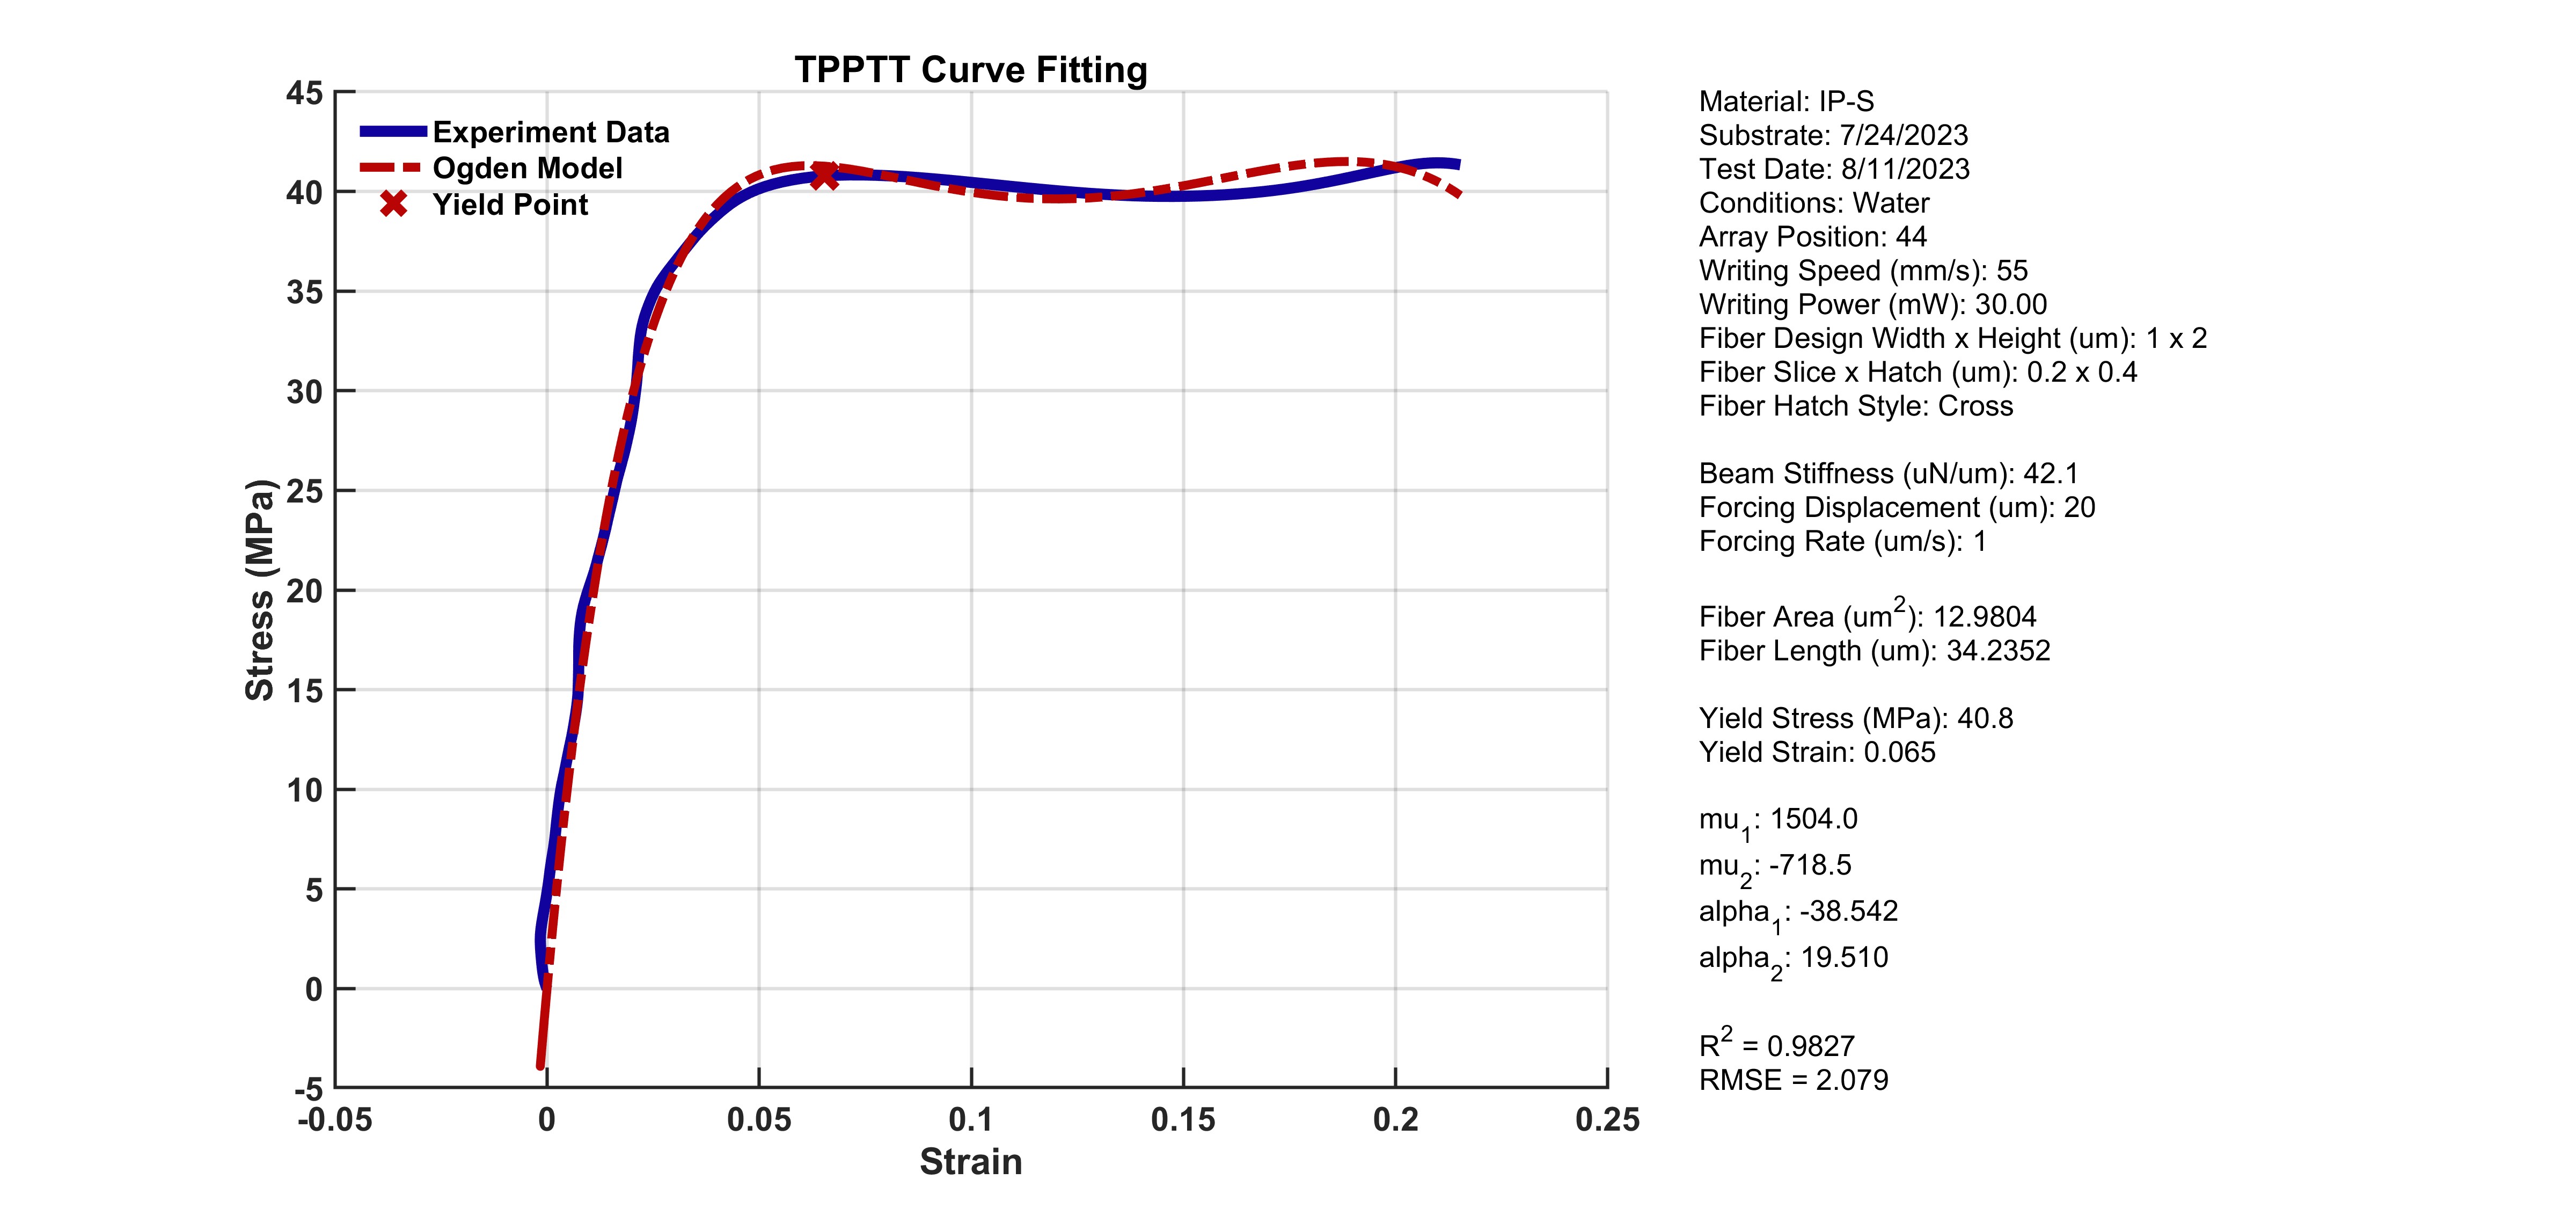 TPPTT Curve Fitting
45
40
35
30
25
20
15
10
5
0
-5
Stress (MPa)
Experiment Data
Ogden Model
Yield Point
-0.05 0 0.05 0.1 0.15 0.2 0.25
Strain
Material: IP-S
Substrate: 7/24/2023
Test Date: 8/11/2023
Conditions: Water
Array Position: 44
Writing Speed (mm/s): 55
Writing Power (mW): 30.00
Fiber Design Width x Height (um): 1 x 2
Fiber Slice x Hatch (um): 0.2 x 0.4
Fiber Hatch Style: Cross
Beam Stiffness (uN/um): 42.1
Forcing Displacement (um): 20
Forcing Rate (um/s): 1
Fiber Area (um²): 12.9804
Fiber Length (um): 34.2352
Yield Stress (MPa): 40.8
Yield Strain: 0.065
mu₁: 1504.0
mu₂: -718.5
alpha₁: -38.542
alpha₂: 19.510
R² = 0.9827
RMSE = 2.079